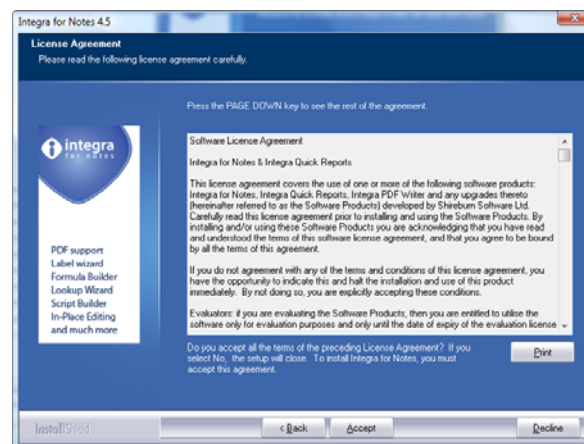 Integra for Notes 4.5
License Agreement
Please read the following license agreement carefully.
Press the PAGE DOWN key to see the rest of the agreement.
integra
for notes
PDF support
Label wizard
Formula Builder
Lookup Wizard
Script Builder
In-Place Editing
and much more
Software License Agreement
Integra for Notes & Integra Quick Reports
This license agreement covers the use of one or more of the following software products:
Integra for Notes, Integra Quick Reports, Integra PDF Writer and any upgrades thereto
(hereinafter referred to as the Software Products) developed by Shireburn Software Ltd.
Carefully read this license agreement prior to installing and using the Software Products. By
installing and/or using these Software Products you are acknowledging that you have read
and understood the terms of this software license agreement, and that you agree to be bound
by all the terms of this agreement.
If you do not agreement with any of the terms and conditions of this license agreement, you
have the opportunity to indicate this and halt the installation and use of this product
immediately. By not doing so, you are explicitly accepting these conditions.
Evaluators: if you are evaluating the Software Products, then you are entitled to utilise the
software only for evaluation purposes and only until the date of expiry of the evaluation license
Do you accept all the terms of the preceding License Agreement? If you
select No, the setup will close. To install Integra for Notes, you must
accept this agreement.
Print
InstallShield
< Back
Accept
Decline